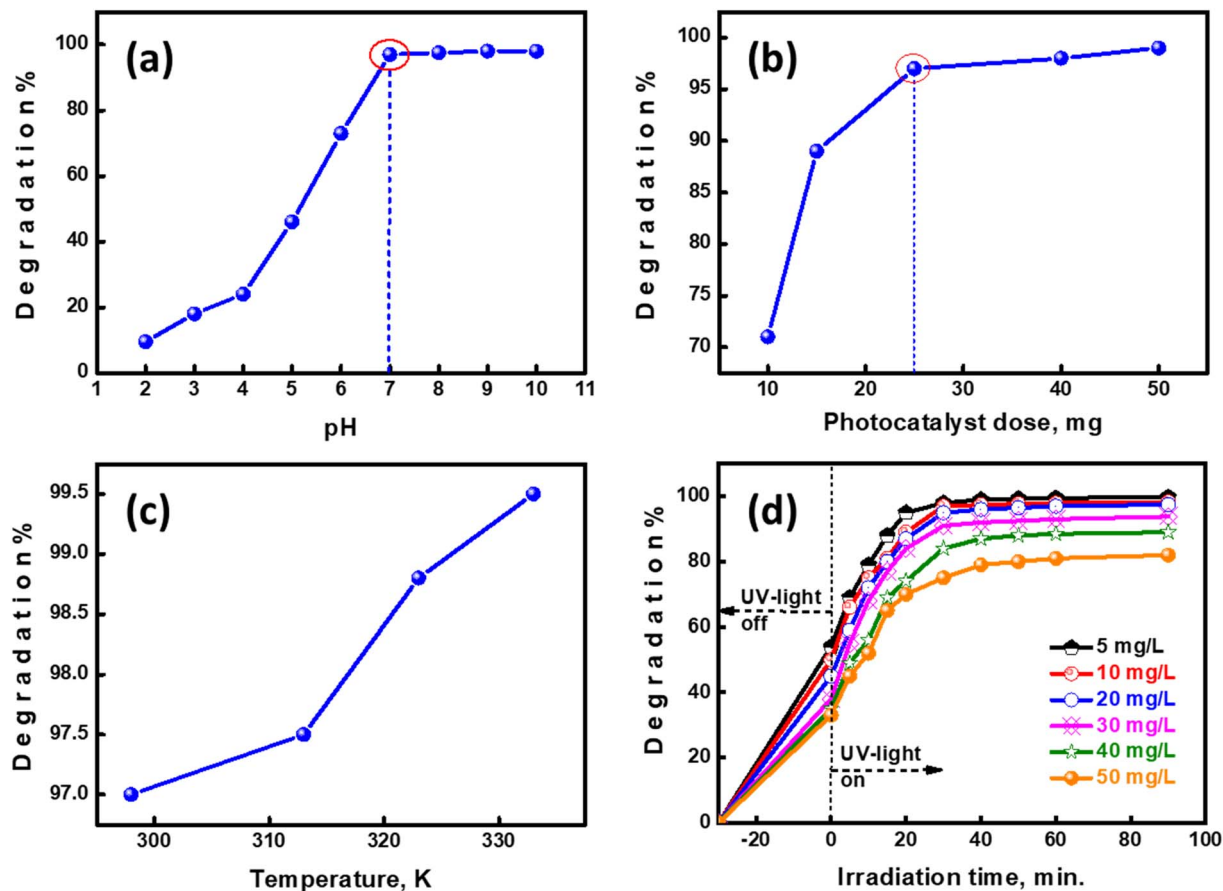 (a)
Degradation%
100
80
60
40
20
0
1 2 3 4 5 6 7 8 9 10 11
pH
(b)
Degradation%
100
95
90
85
80
75
70
10 20 30 40 50
Photocatalyst dose, mg
(c)
Degradation%
99.5
99.0
98.5
98.0
97.5
97.0
300 310 320 330
Temperature, K
(d)
Degradation%
100
80
60
40
20
0
UV-light
off
UV-light
on
5 mg/L
10 mg/L
20 mg/L
30 mg/L
40 mg/L
50 mg/L
-20 0 20 40 60 80 100
Irradiation time, min.